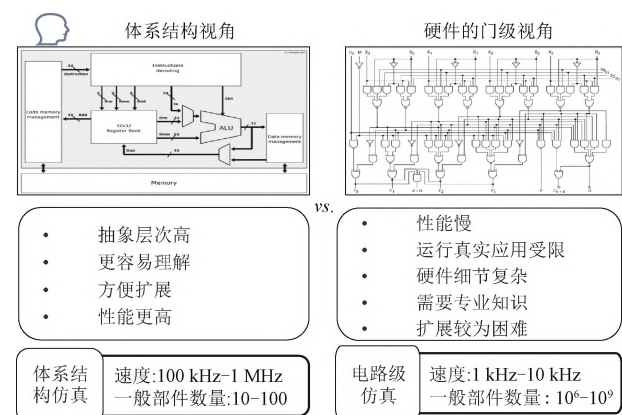 体系结构视角
硬件的门级视角
Instructions
decoding
32
Instruction
Code memory
management
32x32
Register Bank
ALU
Data memory
management
Memory
vs.
• 抽象层次高
• 更容易理解
• 方便扩展
• 性能更高
• 性能慢
• 运行真实应用受限
• 硬件细节复杂
• 需要专业知识
• 扩展较为困难
体系结
构仿真
速度:100 kHz–1 MHz
一般部件数量:10–100
电路级
仿真
速度:1 kHz–10 kHz
一般部件数量：10⁶–10⁹